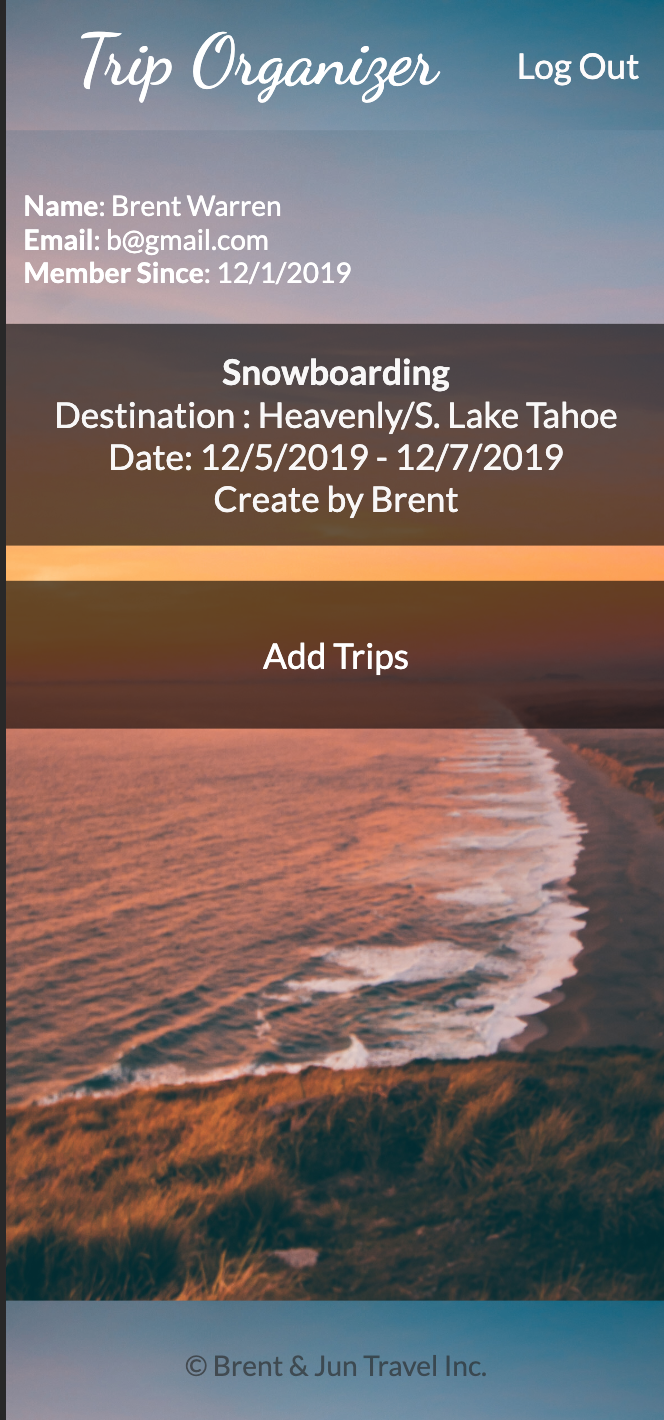 Trip Organizer
Log Out
Name: Brent Warren
Email: b@gmail.com
Member Since: 12/1/2019
Snowboarding
Destination : Heavenly/S. Lake Tahoe
Date: 12/5/2019 - 12/7/2019
Create by Brent
Add Trips
© Brent & Jun Travel Inc.